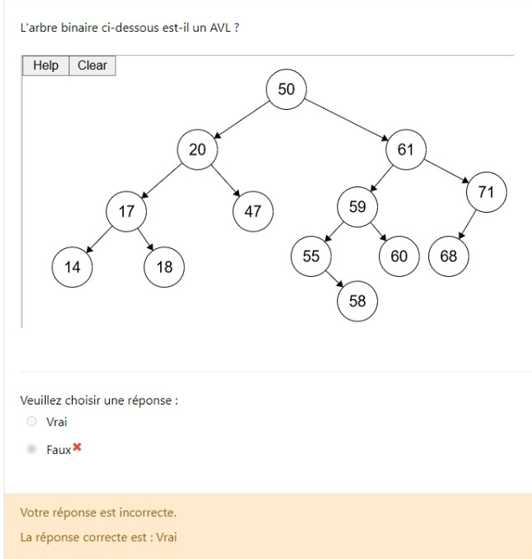 L'arbre binaire ci-dessous est-il un AVL ?
Help Clear
50
20 61
17 47 59 71
14 18 55 60 68
58
Veuillez choisir une réponse :
Vrai
Faux
Votre réponse est incorrecte.
La réponse correcte est : Vrai